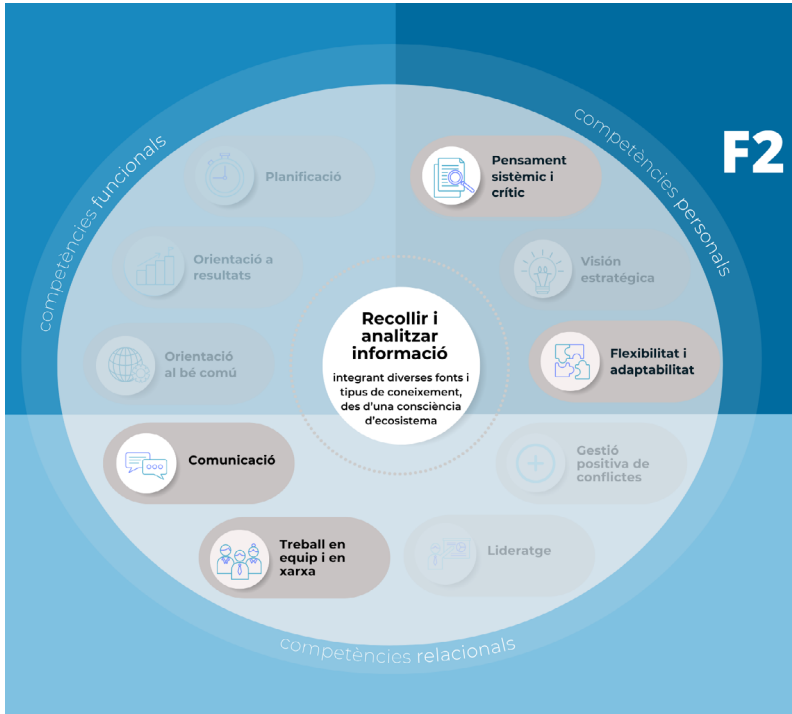 F2
competències funcionals
competències personals
Planificació
Pensament
sistèmic i
crític
Orientació a
resultats
Visión
estratégica
Recollir i
analitzar
informació
integrant diverses fonts i
tipus de coneixement,
des d'una consciència
d'ecosistema
Orientació
al bé comú
Flexibilitat i
adaptabilitat
Comunicació
Gestió
positiva de
conflictes
Treball en
equip i en
xarxa
Lideratge
competències relacionals